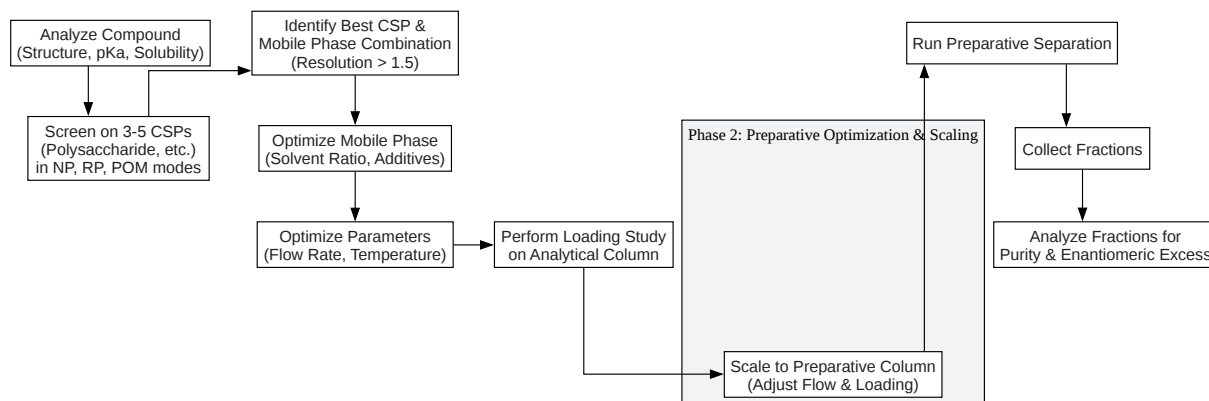 Analyze Compound
(Structure, pKa, Solubility)
Screen on 3-5 CSPs
(Polysaccharide, etc.)
in NP, RP, POM modes
Identify Best CSP &
Mobile Phase Combination
(Resolution > 1.5)
Optimize Mobile Phase
(Solvent Ratio, Additives)
Optimize Parameters
(Flow Rate, Temperature)
Perform Loading Study
on Analytical Column
Phase 2: Preparative Optimization & Scaling
Scale to Preparative Column
(Adjust Flow & Loading)
Run Preparative Separation
Collect Fractions
Analyze Fractions for
Purity & Enantiomeric Excess